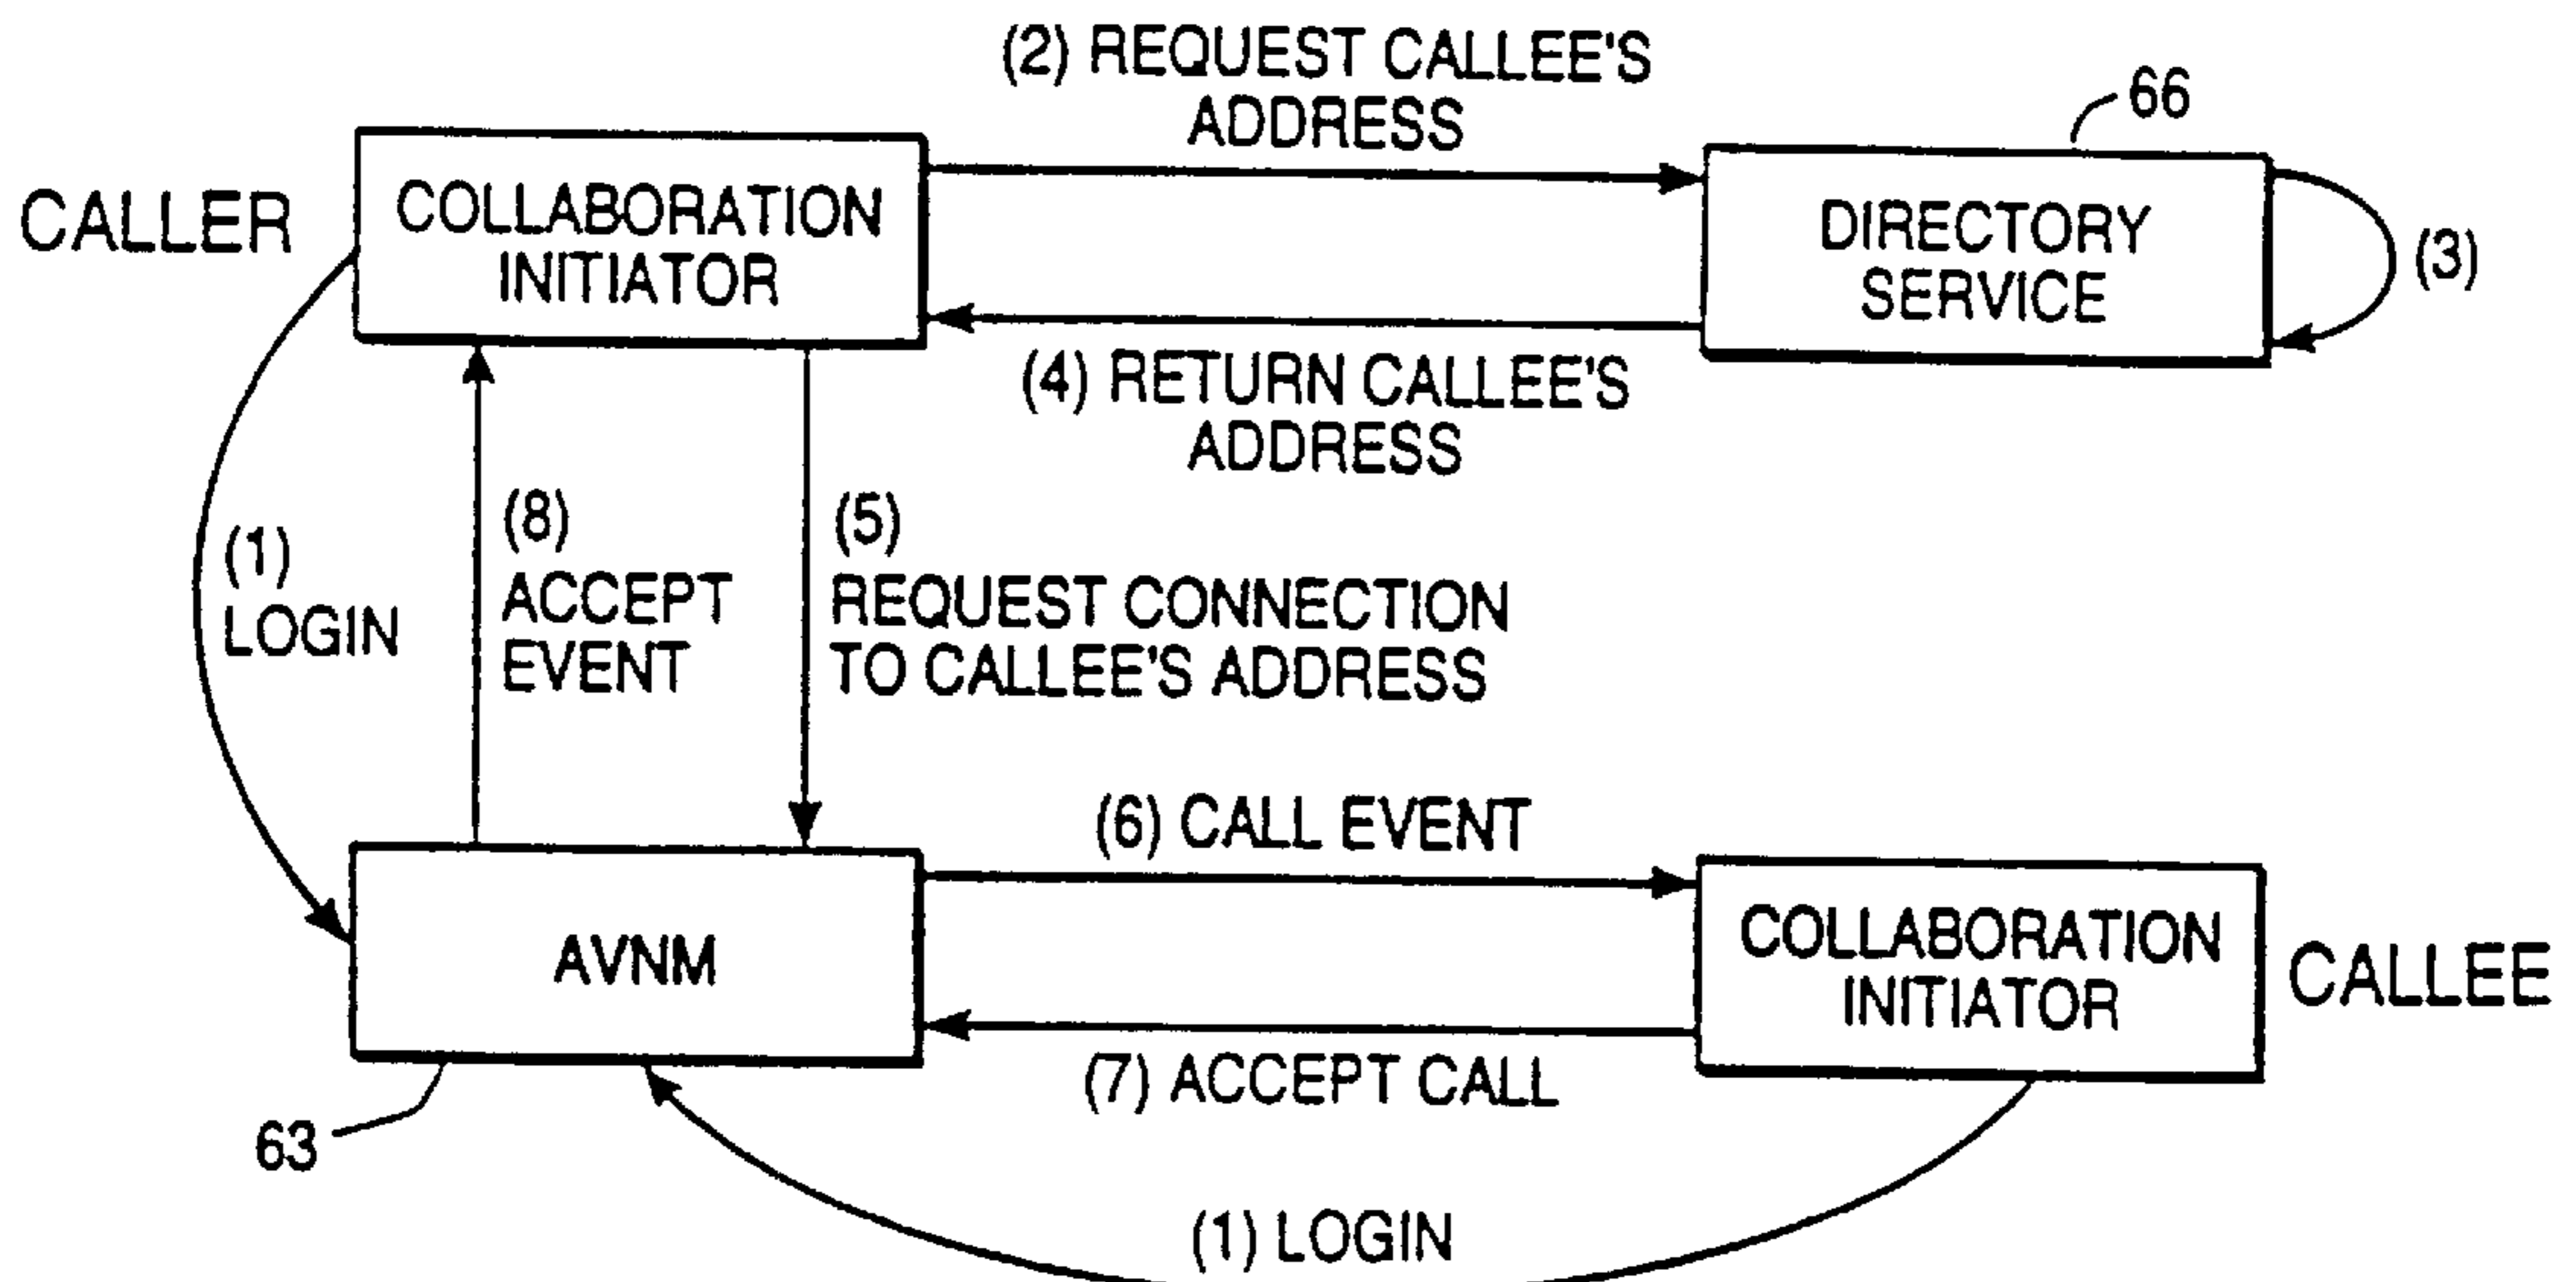 (2) REQUEST CALLEE'S
ADDRESS
66
CALLER
COLLABORATION
INITIATOR
DIRECTORY
SERVICE
(3)
(4) RETURN CALLEE'S
ADDRESS
(1)
LOGIN
(8)
ACCEPT
EVENT
(5)
REQUEST CONNECTION
TO CALLEE'S ADDRESS
(6) CALL EVENT
AVNM
COLLABORATION
INITIATOR
CALLEE
(7) ACCEPT CALL
63
(1) LOGIN